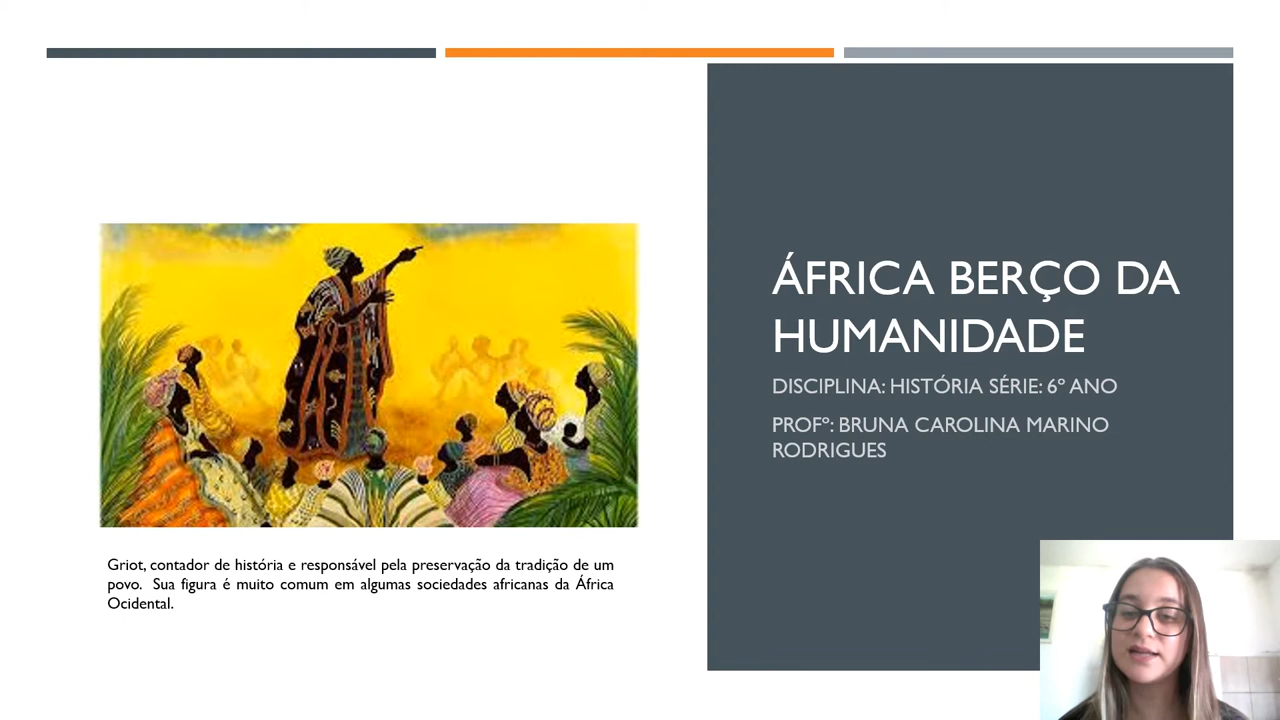 ÁFRICA BERÇO DA
HUMANIDADE
DISCIPLINA: HISTÓRIA SÉRIE: 6º ANO
PROFº: BRUNA CAROLINA MARINO
RODRIGUES
Griot, contador de história e responsável pela preservação da tradição de um
povo. Sua figura é muito comum em algumas sociedades africanas da África
Ocidental.